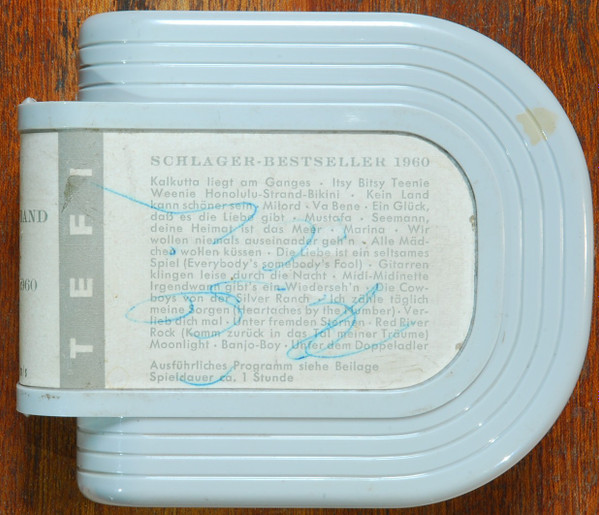 SCHLAGER-BESTSELLER 1960
Kalkutta liegt am Ganges · Itsy Bitsy Teenie
Weenie Honolulu-Strand-Bikini · Kein Land
kann schöner sein · Milord · Va Bene · Ein Glück,
daß es die Liebe gibt · Mustafa · Seemann,
deine Heimat ist das Meer · Marina · Wir
wollen niemals auseinander geh'n · Alle Mäd-
chen wollen küssen · Die Liebe ist ein seltsames
Spiel (Everybody's somebody's Fool) · Gitarren
klingen leise durch die Nacht · Midi-Midinette
Irgendwann gibt's ein Wiederseh'n · Die Cow-
boys von der Silver Ranch · Ich zähle täglich
meine Sorgen (Heartaches by the Number) · Ver-
lieb dich mal · Unter fremden Sternen · Red River
Rock (Komm zurück in das Tal meiner Träume)
Moonlight · Banjo-Boy · Unter dem Doppeladler
Ausführliches Programm siehe Beilage
Spieldauer ca. 1 Stunde
TEFI